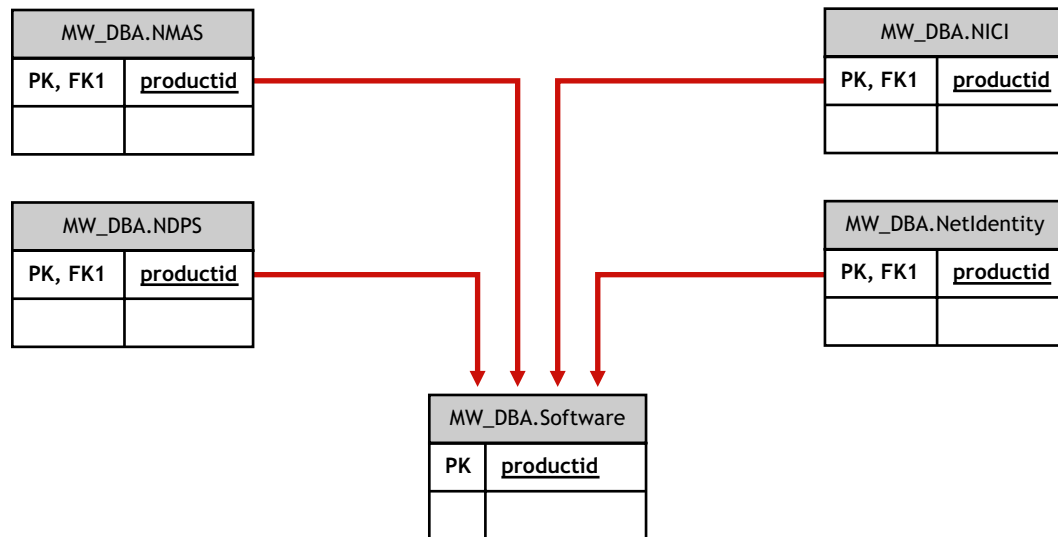 MW_DBA.NMAS
PK, FK1 productid
MW_DBA.NICI
PK, FK1 productid
MW_DBA.NDPS
PK, FK1 productid
MW_DBA.NetIdentity
PK, FK1 productid
MW_DBA.Software
PK productid